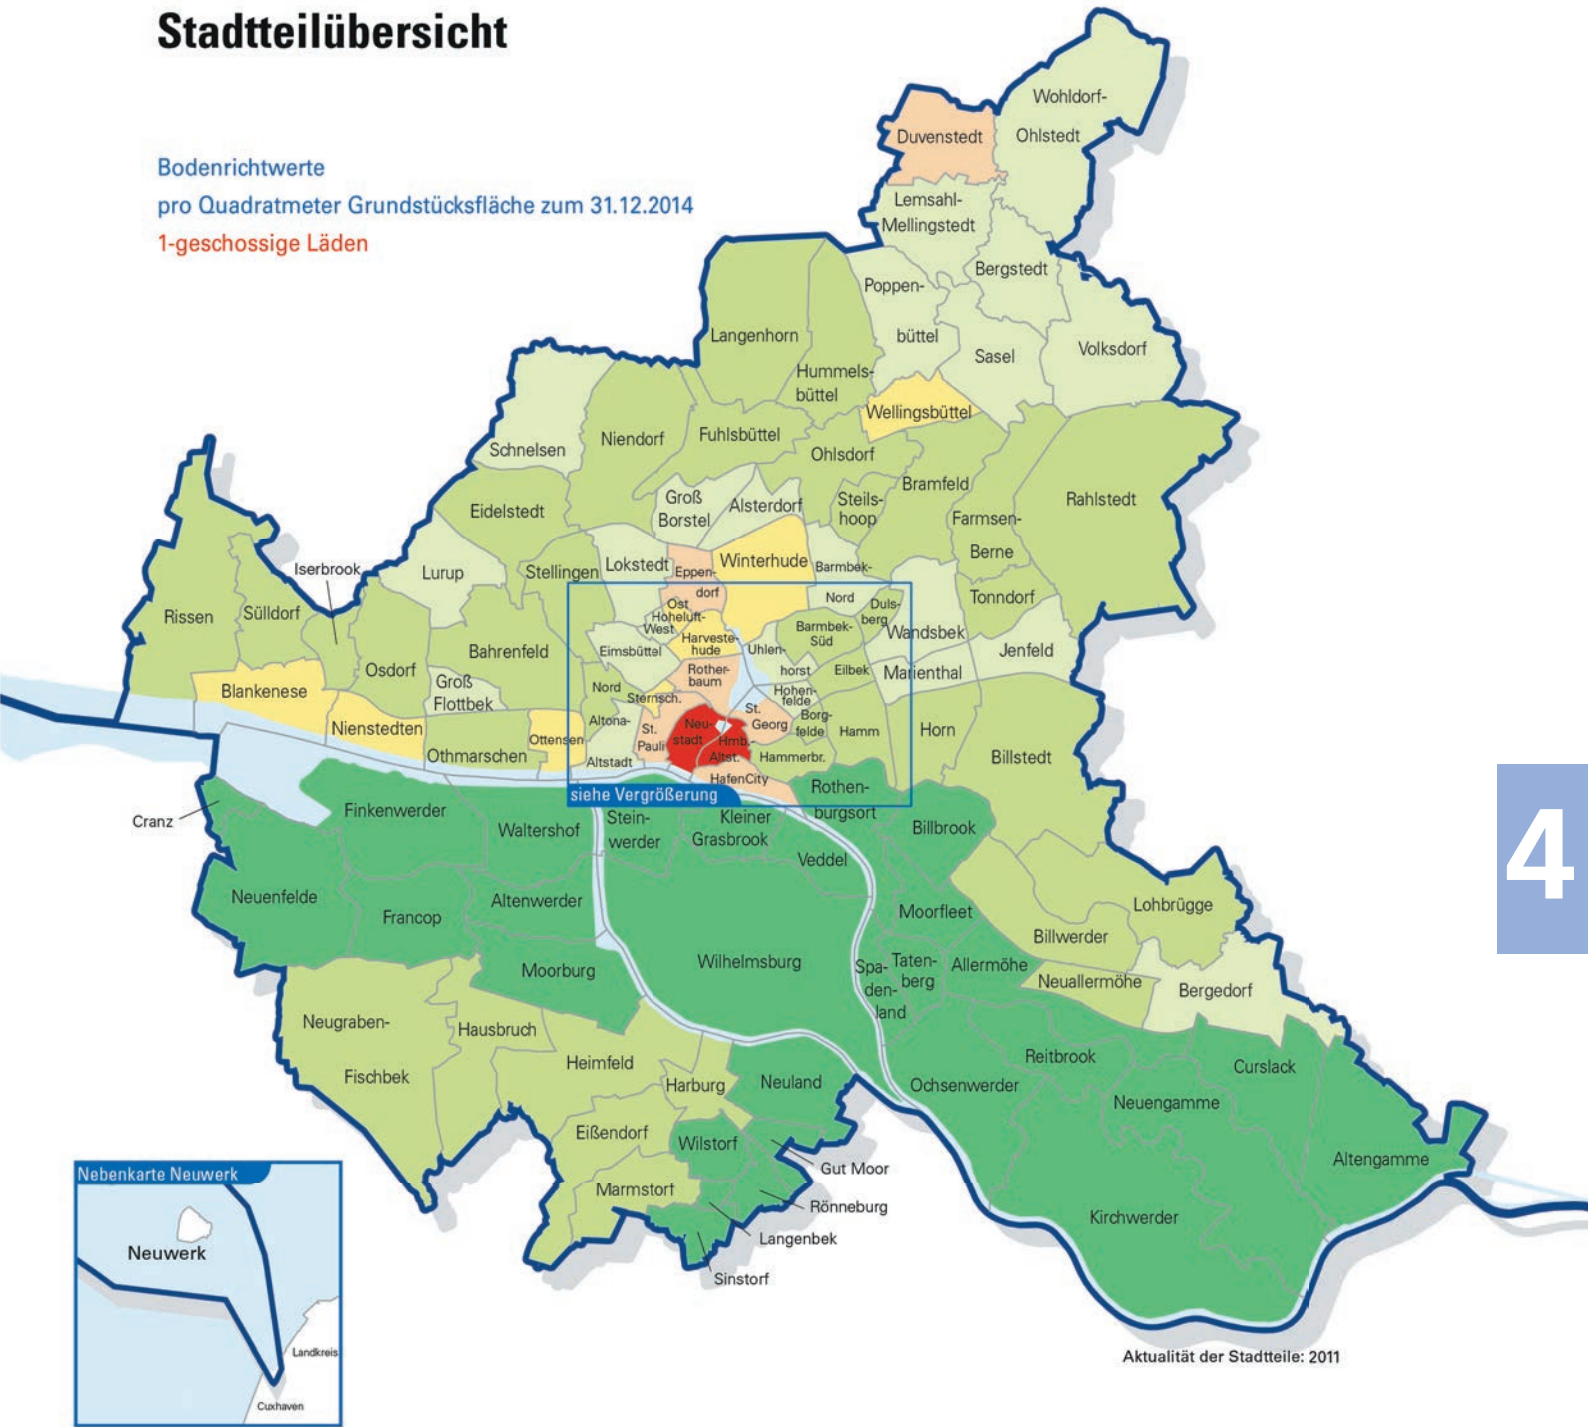 Stadtteilübersicht
Bodenrichtwerte
pro Quadratmeter Grundstücksfläche zum 31.12.2014
1-geschossige Läden
Wohldorf-
Ohlstedt
Duvenstedt
Lemsahl-
Mellingstedt
Bergstedt
Poppen-
büttel
Sasel
Volksdorf
Langenhorn
Hummels-
büttel
Wellingsbüttel
Schnelsen
Niendorf
Fuhlsbüttel
Ohlsdorf
Bramfeld
Rahlstedt
Eidelstedt
Groß
Borstel
Alsterdorf
Steils-
hoop
Farmsen-
Berne
Iserbrook
Lurup
Stellingen
Lokstedt
Eppen-
dorf
Winterhude
Barmbek-
Nord
Tonndorf
Rissen
Sülldorf
Ost
Hoheluft-
West
Duls-
berg
Wandsbek
Barmbek-
Süd
Osdorf
Bahrenfeld
Eimsbüttel
Harveste-
hude
Uhlen-
horst
Jenfeld
Eilbek
Marienthal
Blankenese
Groß
Flottbek
Nord
Rother-
baum
Sternsch.
Hohen-
felde
Nienstedten
Altona-
Altstadt
St.
Pauli
Neu-
stadt
Hmb.-
Altst.
St.
Georg
Borg-
felde
Hamm
Horn
Othmarschen
Ottensen
Hammerbr.
Billstedt
HafenCity
siehe Vergrößerung
Rothen-
burgsort
Cranz
Finkenwerder
Waltershof
Stein-
werder
Kleiner
Grasbrook
Billbrook
Veddel
4
Neuenfelde
Francop
Altenwerder
Moorfleet
Lohbrügge
Billwerder
Moorburg
Wilhelmsburg
Spa-
den-
land
Taten-
berg
Allermöhe
Neuallermöhe
Bergedorf
Neugraben-
Fischbek
Hausbruch
Heimfeld
Harburg
Neuland
Ochsenwerder
Reitbrook
Curslack
Neuengamme
Eißendorf
Wilstorf
Gut Moor
Altengamme
Marmstorf
Rönneburg
Kirchwerder
Langenbek
Sinstorf
Nebenkarte Neuwerk
Neuwerk
Landkreis
Cuxhaven
Aktualität der Stadtteile: 2011